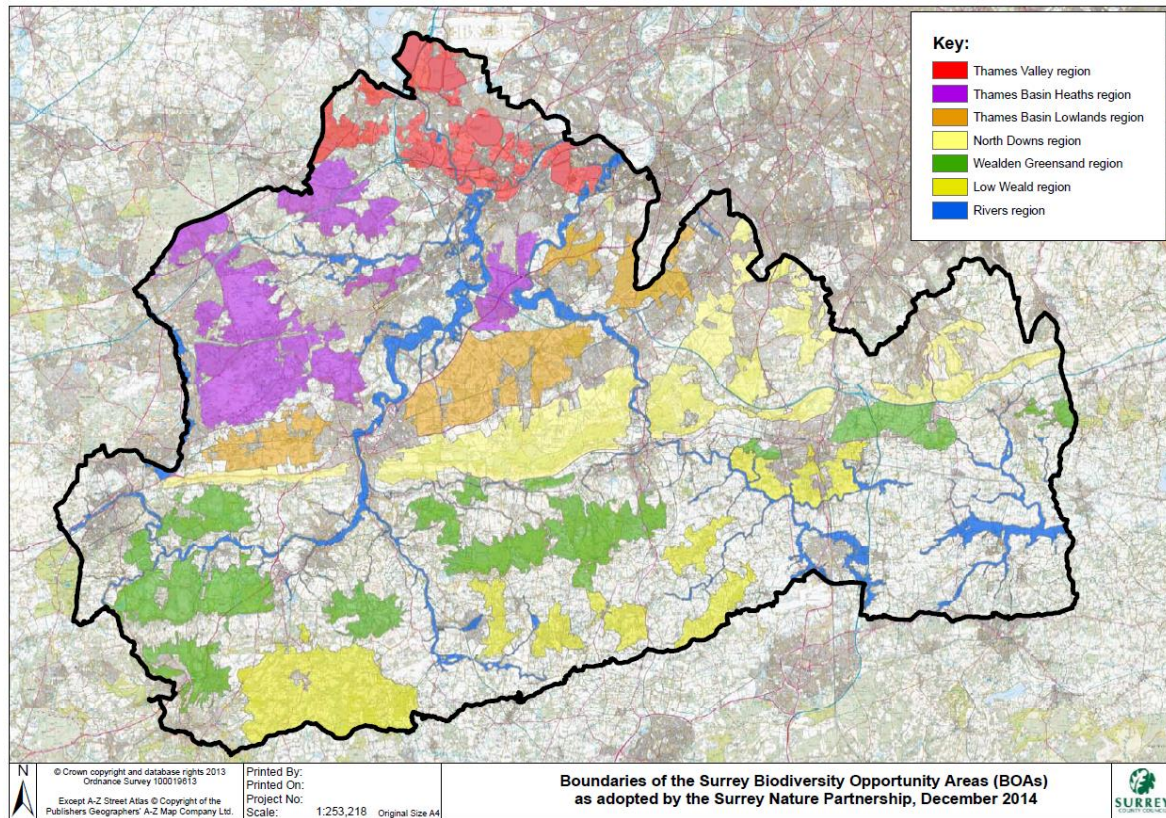 Key:
Thames Valley region
Thames Basin Heaths region
Thames Basin Lowlands region
North Downs region
Wealden Greensand region
Low Weald region
Rivers region
N
© Crown copyright and database rights 2013
Ordnance Survey 100019613
Except A-Z Street Atlas © Copyright of the
Publishers Geographers' A-Z Map Company Ltd.
Printed By:
Printed On:
Project No:
Scale: 1:253,218 Original Size A4
Boundaries of the Surrey Biodiversity Opportunity Areas (BOAs)
as adopted by the Surrey Nature Partnership, December 2014
SURREY
COUNTY COUNCIL